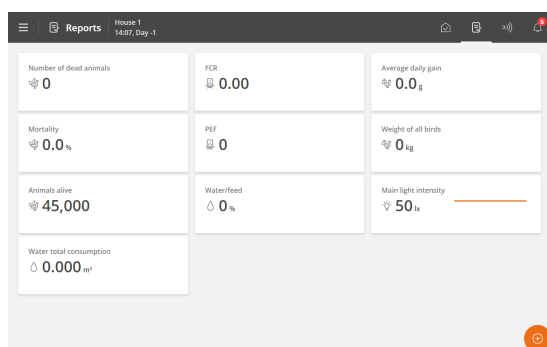 Reports
House 1
14:07, Day -1
5
Number of dead animals
0
FCR
0.00
Average daily gain
0.0 g
Mortality
0.0 %
PEF
0
Weight of all birds
0 kg
Animals alive
45,000
Water/feed
0 %
Main light intensity
50 lx
Water total consumption
0.000 m³